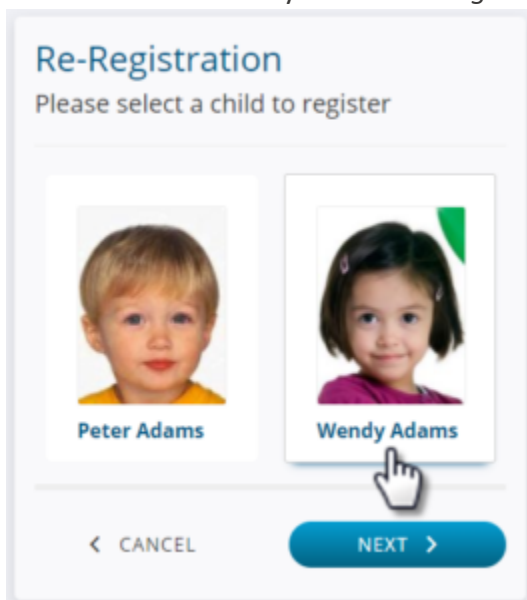 Re-Registration
Please select a child to register
Peter Adams
Wendy Adams
CANCEL
NEXT